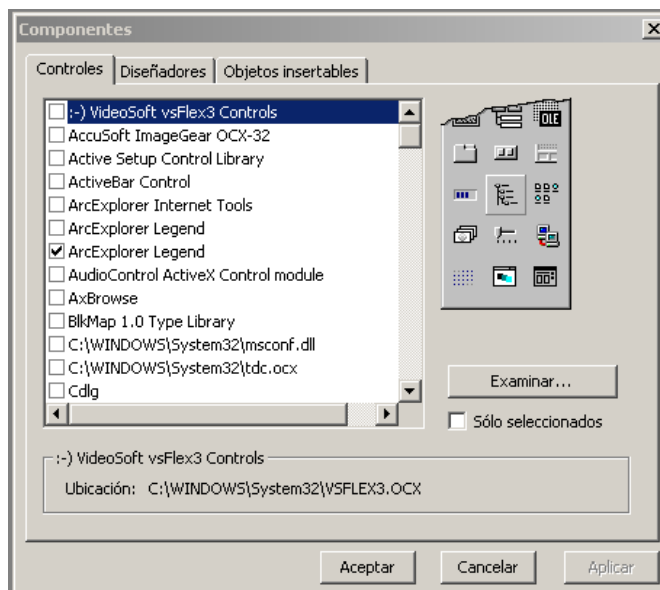 Componentes
Controles
Diseñadores
Objetos insertables
:-) VideoSoft vsFlex3 Controls
AccuSoft ImageGear OCX-32
Active Setup Control Library
ActiveBar Control
ArcExplorer Internet Tools
ArcExplorer Legend
ArcExplorer Legend
AudioControl ActiveX Control module
AxBrowse
BlkMap 1.0 Type Library
C:\WINDOWS\System32\msconf.dll
C:\WINDOWS\System32\tdc.ocx
Cdlg
OLE
Examinar...
Sólo seleccionados
:-) VideoSoft vsFlex3 Controls
Ubicación: C:\WINDOWS\System32\VSFLEX3.OCX
Aceptar
Cancelar
Aplicar